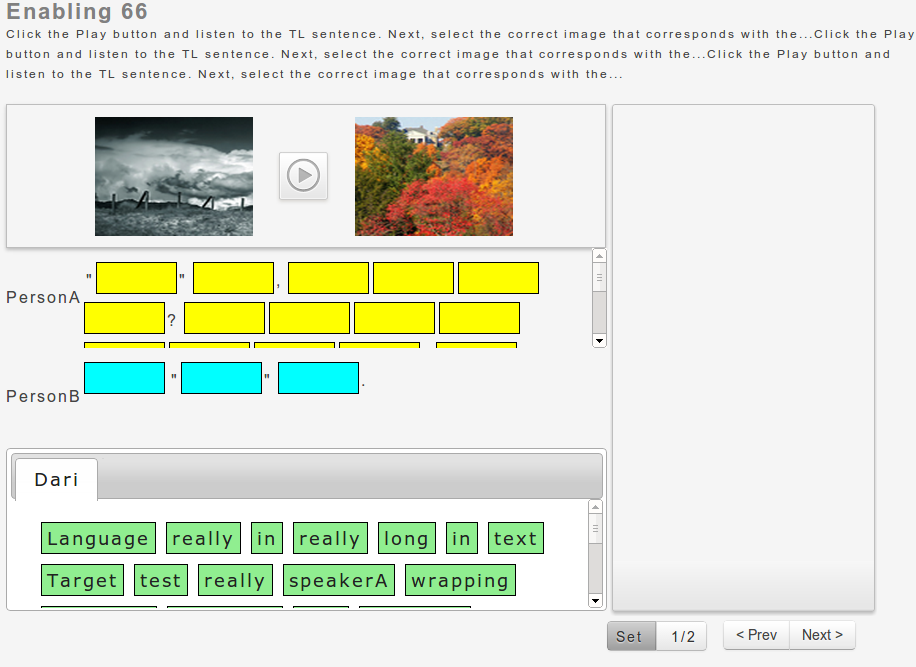 Enabling 66
Click the Play button and listen to the TL sentence. Next, select the correct image that corresponds with the...Click the Play
button and listen to the TL sentence. Next, select the correct image that corresponds with the...Click the Play button and
listen to the TL sentence. Next, select the correct image that corresponds with the...
" " ,
PersonA
?
" " .
PersonB
Dari
Language really in really long in text
Target test really speakerA wrapping
Set 1/2 < Prev Next >